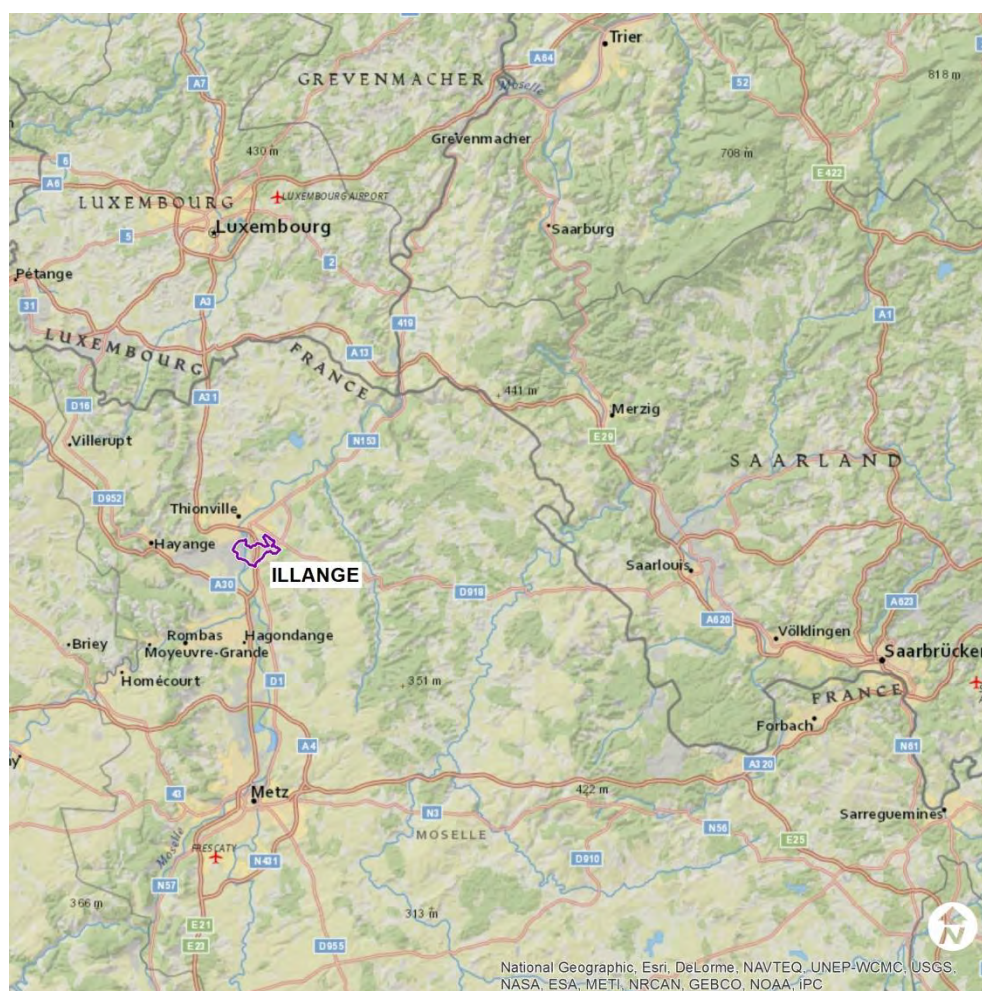 Trier
A64
A7
GREVENMACHER
Moselle
52
818 m
Grevenmacher
430 m
708 m
6
A6
E422
LUXEMBOURG AIRPORT
LUXEMBOURG
Luxembourg
Saarburg
5
2
Pétange
A3
31
A1
419
LUXEMBOURG
FRANCE
A13
441 m
A31
D16
Merzig
E29
Villerupt
N153
SAARLAND
D952
Thionville
Hayange
ILLANGE
Saarlouis
A30
D918
A623
A620
Rombas
Hagondange
Völklingen
Briey
Moyeuvre-Grande
Saarbrücken
Homécourt
D1
351 m
FRANCE
Forbach
A4
N61
A320
Metz
43
422 m
N3
Sarreguemines
MOSELLE
N56
Moselle
E25
FRESCATY
N431
D910
N57
366 m
313 m
E21
E23
D955
N
National Geographic, Esri, DeLorme, NAVTEQ, UNEP-WCMC, USGS,
NASA, ESA, METI, NRCAN, GEBCO, NOAA, iPC